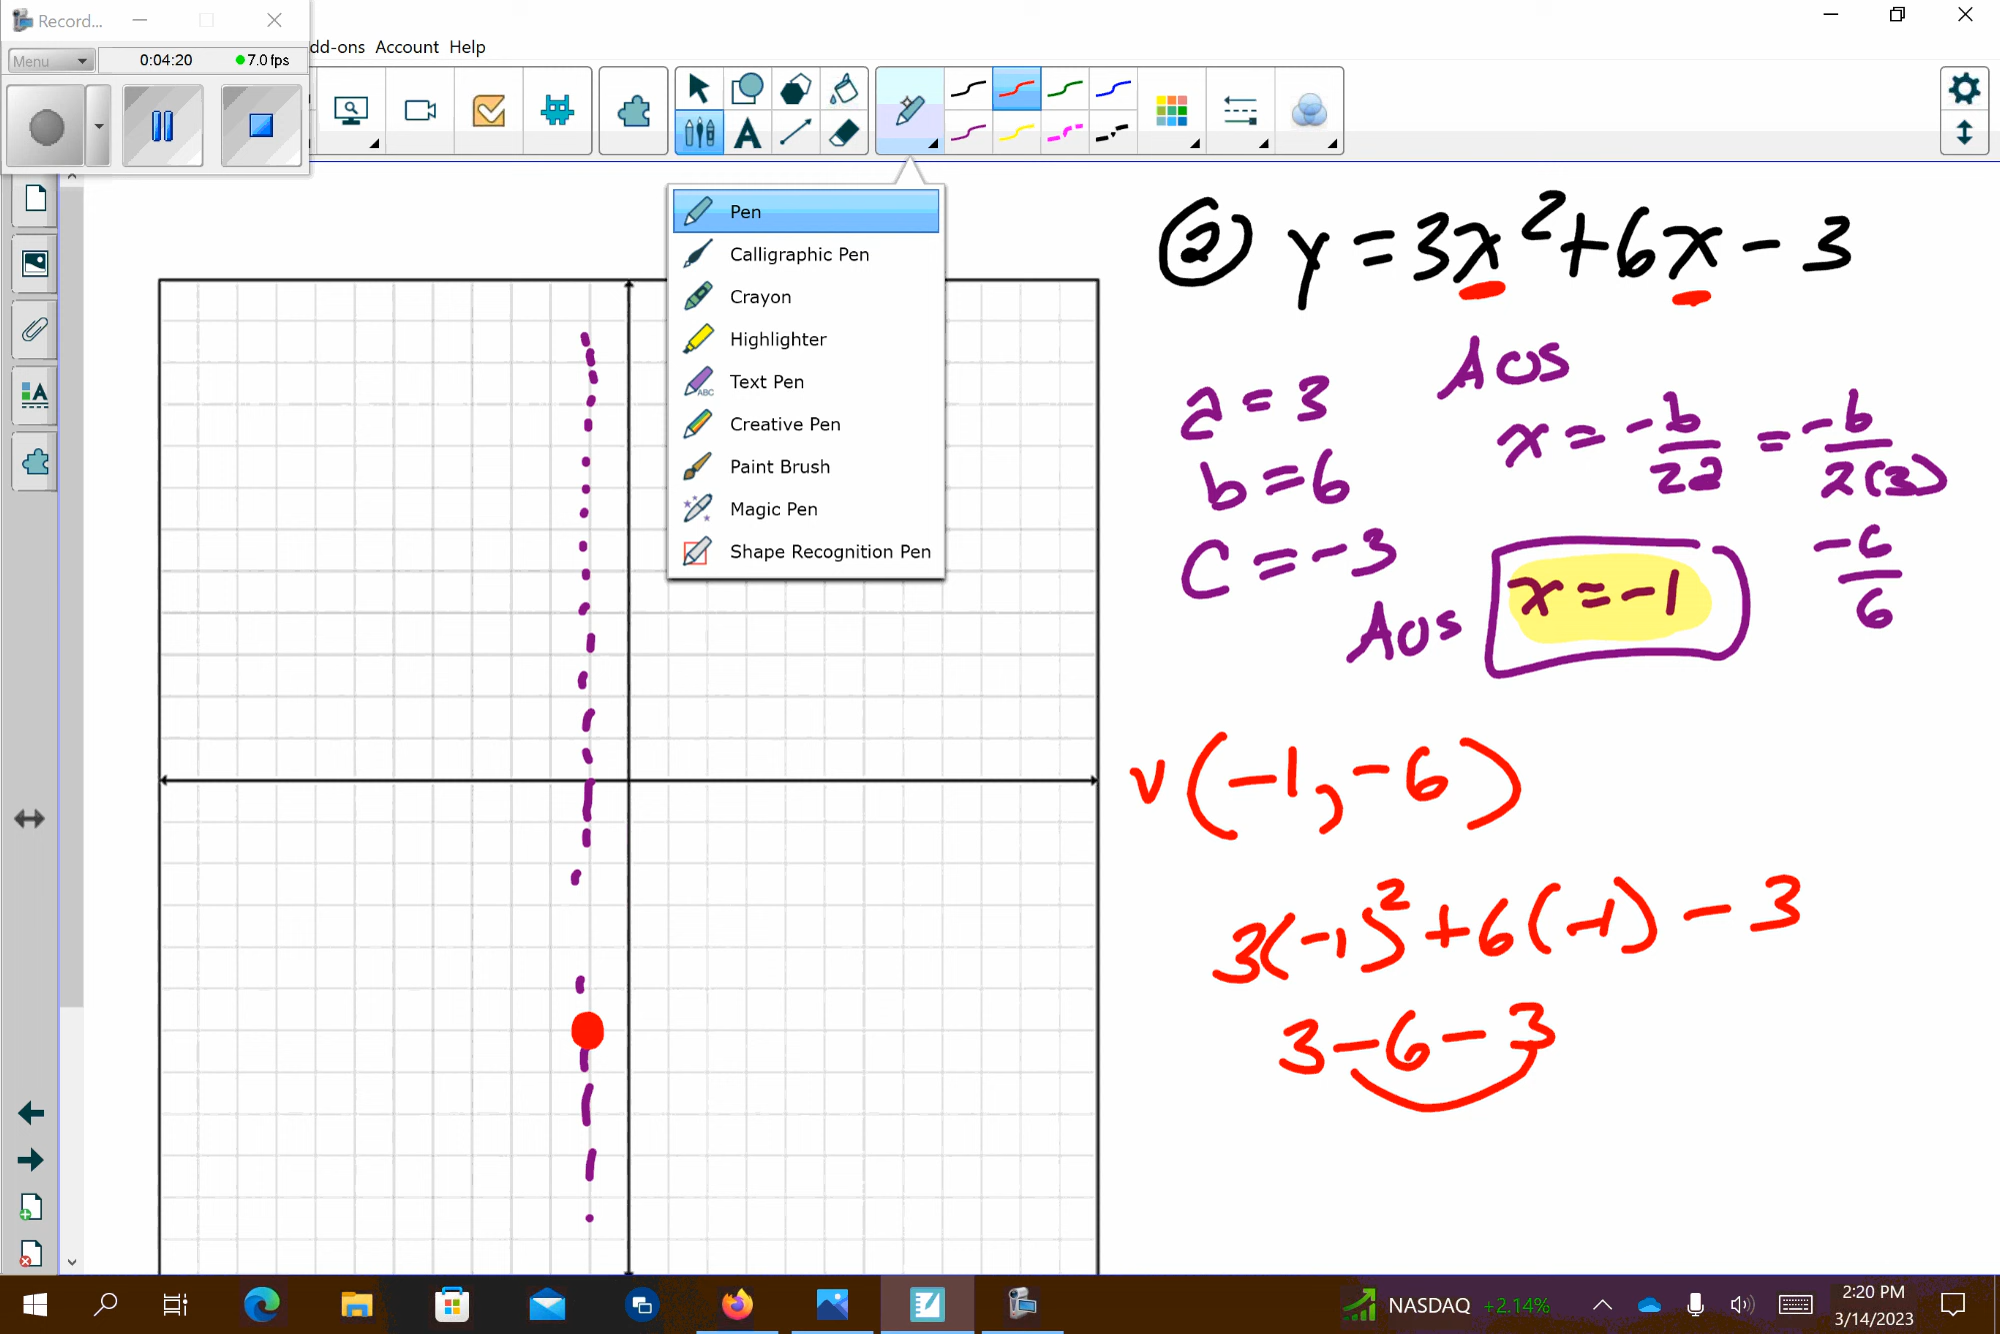 Record...
Menu
0:04:20
7.0 fps
dd-ons Account Help
Pen
Calligraphic Pen
Crayon
Highlighter
Text Pen
Creative Pen
Paint Brush
Magic Pen
Shape Recognition Pen
② y = 3x² + 6x - 3
a = 3
b = 6
c = -3
AOS
x = -b/2a = -b/2(3)
-6/6
AOS x = -1
v(-1, -6)
3(-1)² + 6(-1) - 3
3 - 6 - 3
NASDAQ +2.14%
2:20 PM
3/14/2023